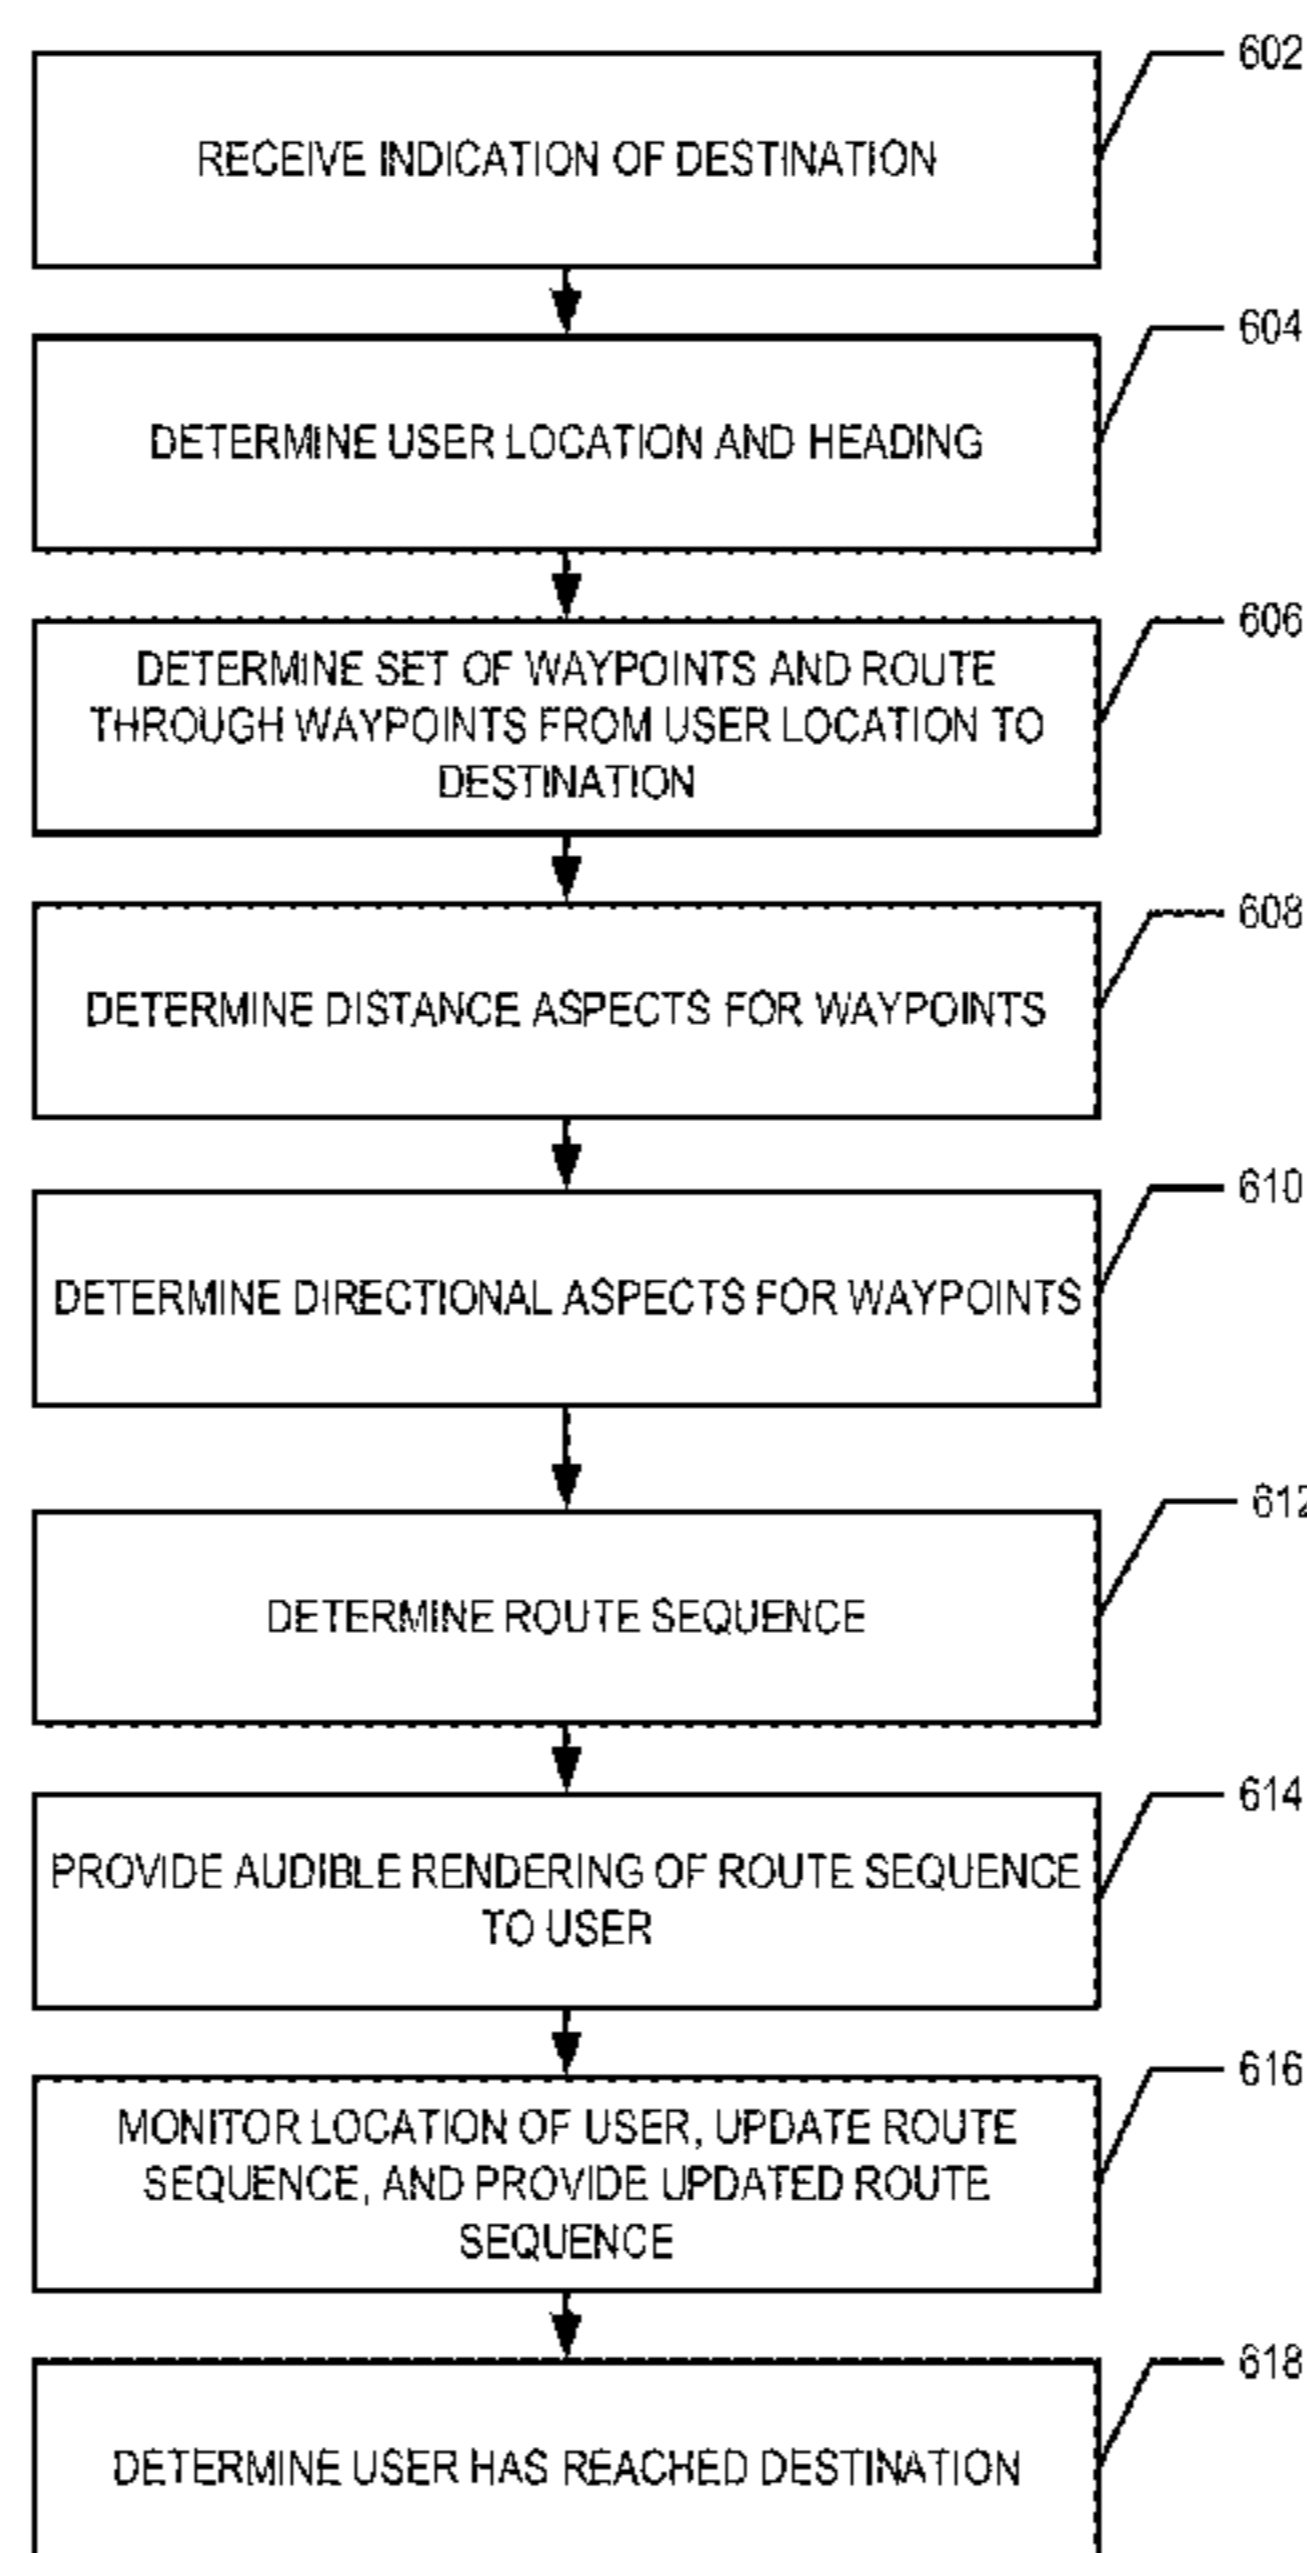 602
RECEIVE INDICATION OF DESTINATION
604
DETERMINE USER LOCATION AND HEADING
606
DETERMINE SET OF WAYPOINTS AND ROUTE
THROUGH WAYPOINTS FROM USER LOCATION TO
DESTINATION
608
DETERMINE DISTANCE ASPECTS FOR WAYPOINTS
610
DETERMINE DIRECTIONAL ASPECTS FOR WAYPOINTS
612
DETERMINE ROUTE SEQUENCE
614
PROVIDE AUDIBLE RENDERING OF ROUTE SEQUENCE
TO USER
616
MONITOR LOCATION OF USER, UPDATE ROUTE
SEQUENCE, AND PROVIDE UPDATED ROUTE
SEQUENCE
618
DETERMINE USER HAS REACHED DESTINATION